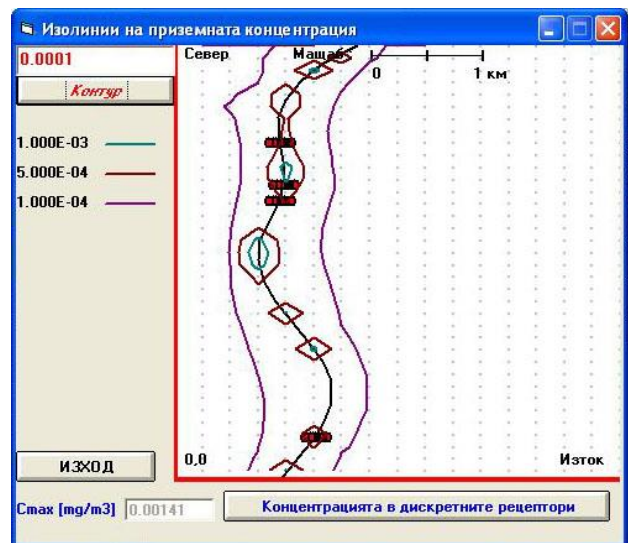 Изолинии на приземната концентрация
0.0001
Север
Мащаб
0
1 км
Контур
1.000E-03
5.000E-04
1.000E-04
ИЗХОД
0,0
Изток
Cmax [mg/m3]
0.00141
Концентрацията в дискретните рецептори